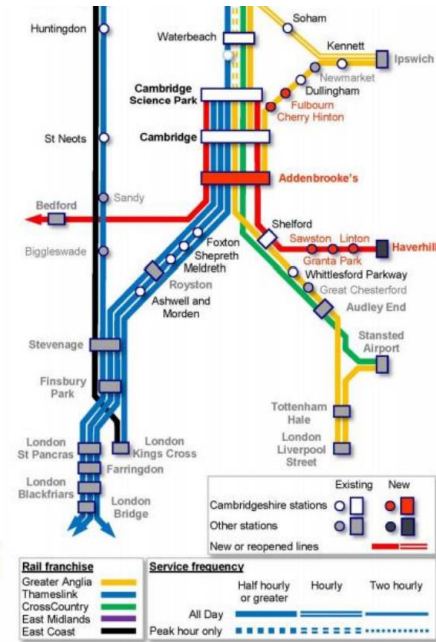 Soham
Huntingdon
Waterbeach
Kennett
Ipswich
Newmarket
Dullingham
Cambridge
Science Park
Fulbourn
Cherry Hinton
St Neots
Cambridge
Addenbrooke's
Sandy
Bedford
Shelford
Foxton
Shepreth
Meldreth
Sawston
Linton
Haverhill
Granta Park
Biggleswade
Royston
Whittlesford Parkway
Great Chesterford
Ashwell and
Morden
Audley End
Stansted
Airport
Stevenage
Finsbury
Park
Tottenham
Hale
London
St Pancras
London
Kings Cross
London
Liverpool
Street
Farringdon
London
Blackfriars
London
Bridge
Existing
New
Cambridgeshire stations
Other stations
New or reopened lines
Rail franchise
Greater Anglia
Thameslink
CrossCountry
East Midlands
East Coast
Service frequency
Half hourly
or greater
Hourly
Two hourly
All Day
Peak hour only